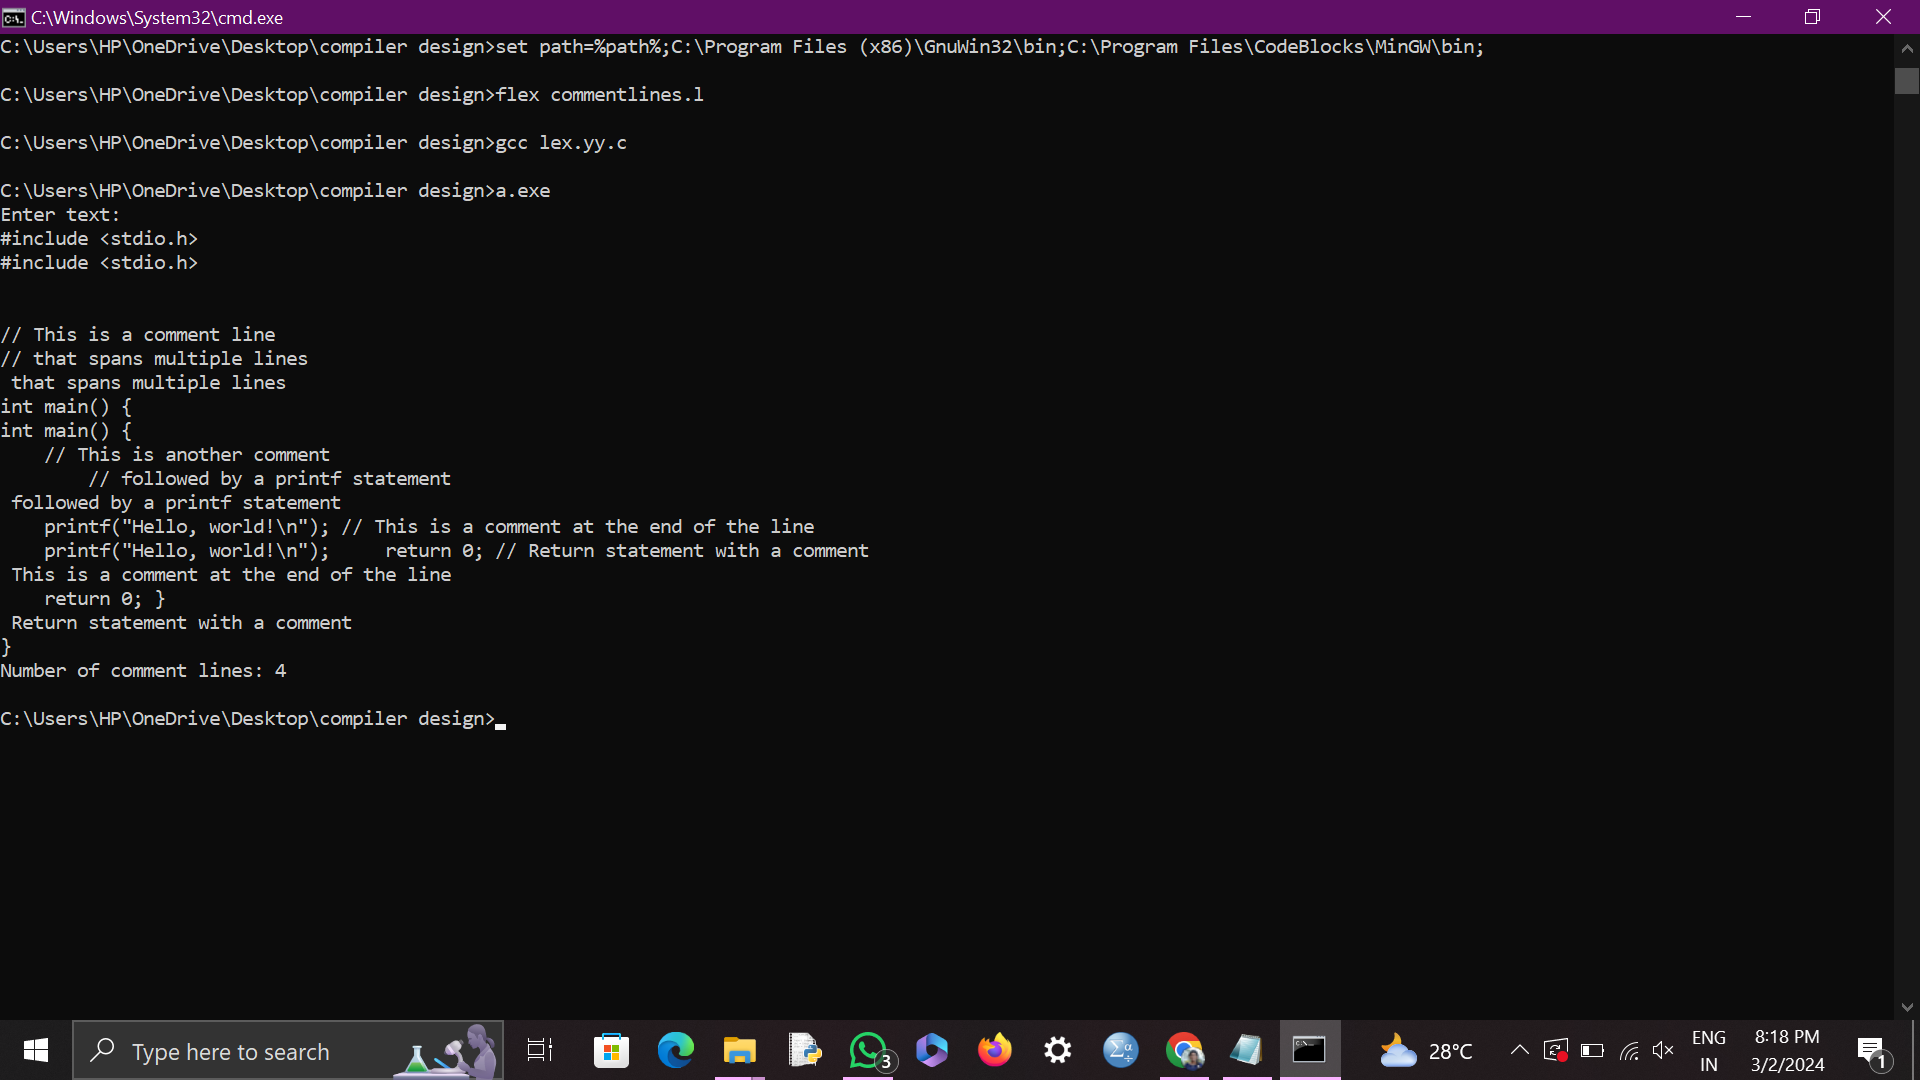 C:\Windows\System32\cmd.exe
C:\Users\HP\OneDrive\Desktop\compiler design>set path=%path%;C:\Program Files (x86)\GnuWin32\bin;C:\Program Files\CodeBlocks\MinGW\bin;
C:\Users\HP\OneDrive\Desktop\compiler design>flex commentlines.l
C:\Users\HP\OneDrive\Desktop\compiler design>gcc lex.yy.c
C:\Users\HP\OneDrive\Desktop\compiler design>a.exe
Enter text:
#include <stdio.h>
#include <stdio.h>
// This is a comment line
// that spans multiple lines
 that spans multiple lines
int main() {
int main() {
    // This is another comment
        // followed by a printf statement
 followed by a printf statement
    printf("Hello, world!\n"); // This is a comment at the end of the line
    printf("Hello, world!\n");     return 0; // Return statement with a comment
 This is a comment at the end of the line
    return 0; }
 Return statement with a comment
}
Number of comment lines: 4
C:\Users\HP\OneDrive\Desktop\compiler design>
Type here to search
3
28°C
ENG
IN
8:18 PM
3/2/2024
1